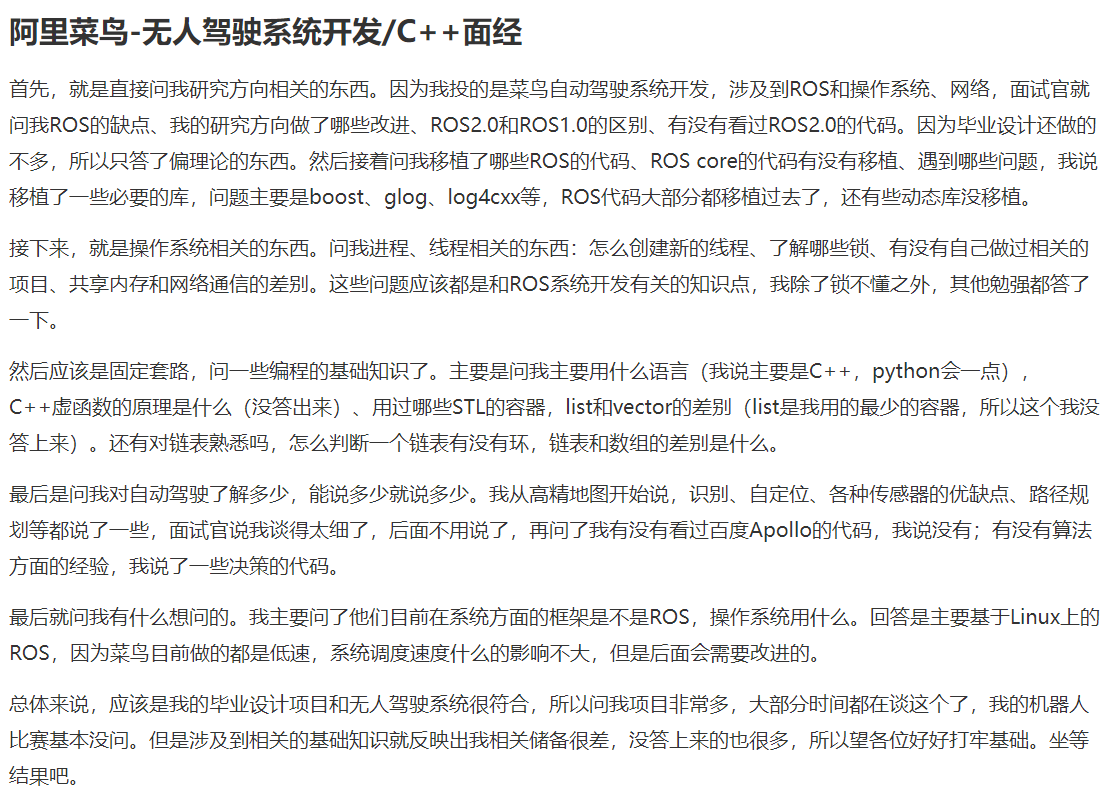 阿里菜鸟-无人驾驶系统开发/C++面经
首先，就是直接问我研究方向相关的东西。因为我投的是菜鸟自动驾驶系统开发，涉及到ROS和操作系统、网络，面试官就
问我ROS的缺点、我的研究方向做了哪些改进、ROS2.0和ROS1.0的区别、有没有看过ROS2.0的代码。因为毕业设计还做的
不多，所以只答了偏理论的东西。然后接着问我移植了哪些ROS的代码、ROS core的代码有没有移植、遇到哪些问题，我说
移植了一些必要的库，问题主要是boost、glog、log4cxx等，ROS代码大部分都移植过去了，还有些动态库没移植。
接下来，就是操作系统相关的东西。问我进程、线程相关的东西：怎么创建新的线程、了解哪些锁、有没有自己做过相关的
项目、共享内存和网络通信的差别。这些问题应该都是和ROS系统开发有关的知识点，我除了锁不懂之外，其他勉强都答了
一下。
然后应该是固定套路，问一些编程的基础知识了。主要是问我主要用什么语言（我说主要是C++，python会一点），
C++虚函数的原理是什么（没答出来）、用过哪些STL的容器，list和vector的差别（list是我用的最少的容器，所以这个我没
答上来）。还有对链表熟悉吗，怎么判断一个链表有没有环，链表和数组的差别是什么。
最后是问我对自动驾驶了解多少，能说多少就说多少。我从高精地图开始说，识别、自定位、各种传感器的优缺点、路径规
划等都说了一些，面试官说我谈得太细了，后面不用说了，再问了我有没有看过百度Apollo的代码，我说没有；有没有算法
方面的经验，我说了一些决策的代码。
最后就问我有什么想问的。我主要问了他们目前在系统方面的框架是不是ROS，操作系统用什么。回答是主要基于Linux上的
ROS，因为菜鸟目前做的都是低速，系统调度速度什么的影响不大，但是后面会需要改进的。
总体来说，应该是我的毕业设计项目和无人驾驶系统很符合，所以问我项目非常多，大部分时间都在谈这个了，我的机器人
比赛基本没问。但是涉及到相关的基础知识就反映出我相关储备很差，没答上来的也很多，所以望各位好好打牢基础。坐等
结果吧。